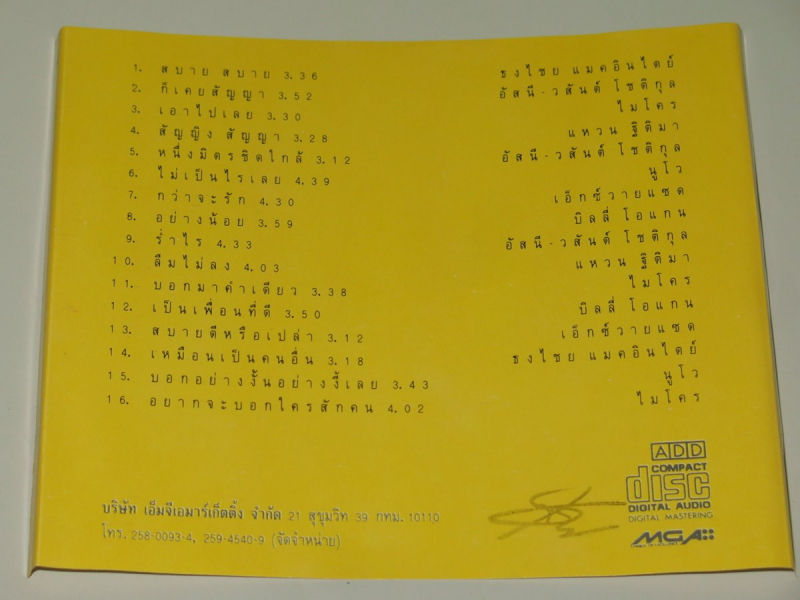 1. สบาย สบาย 3.36 ธงไชย แมคอินไตย์
2. ก็เคยสัญญา 3.52 อัสนี-วสันต์ โชติกุล
3. เอาไปเลย 3.30 ไมโคร
4. สัญญิง สัญญา 3.28 แหวน ฐิติมา
5. หนึ่งมิตรชิดใกล้ 3.12 อัสนี-วสันต์ โชติกุล
6. ไม่เป็นไรเลย 4.39 นูโว
7. กว่าจะรัก 4.30 เอ็กซ์วายแซด
8. อย่างน้อย 3.59 บิลลี่ โอแกน
9. ร่ำไร 4.33 อัสนี-วสันต์ โชติกุล
10. ลืมไม่ลง 4.03 แหวน ฐิติมา
11. บอกมาคำเดียว 3.38 ไมโคร
12. เป็นเพื่อนที่ดี 3.50 บิลลี่ โอแกน
13. สบายดีหรือเปล่า 3.12 เอ็กซ์วายแซด
14. เหมือนเป็นคนอื่น 3.18 ธงไชย แมคอินไตย์
15. บอกอย่างงั้นอย่างงี้เลย 3.43 นูโว
16. อยากจะบอกใครสักคน 4.02 ไมโคร
ADD
COMPACT
disc
DIGITAL AUDIO
DIGITAL MASTERING
MGA
บริษัท เอ็มจีเอมาร์เก็ตติ้ง จำกัด 21 สุขุมวิท 39 กทม. 10110
โทร. 258-0093-4, 259-4540-9 (จัดจำหน่าย)